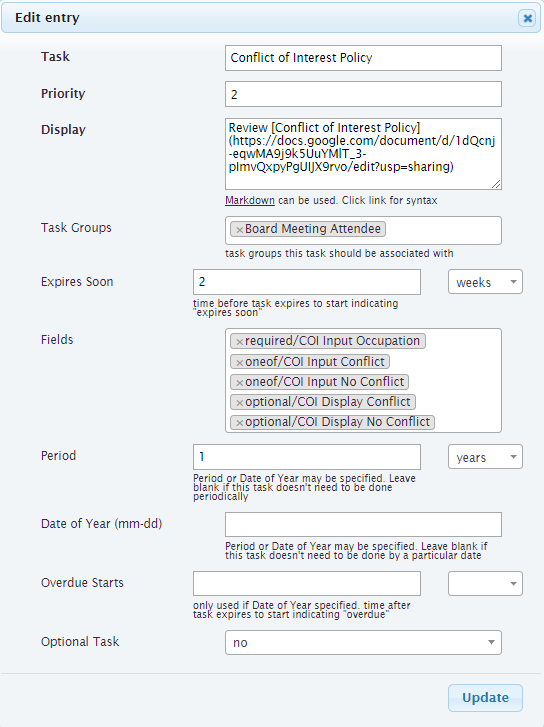 Edit entry
Task
Conflict of Interest Policy
Priority
2
Display
Review [Conflict of Interest Policy]
(https://docs.google.com/document/d/1dQcnj
-eqwMA9j9k5UuYMlT_3-
pImvQxpyPgUIJX9rvo/edit?usp=sharing)
Markdown can be used. Click link for syntax
Task Groups
×Board Meeting Attendee
task groups this task should be associated with
Expires Soon
2
weeks
time before task expires to start indicating
"expires soon"
Fields
×required/COI Input Occupation
×oneof/COI Input Conflict
×oneof/COI Input No Conflict
×optional/COI Display Conflict
×optional/COI Display No Conflict
Period
1
years
Period or Date of Year may be specified. Leave
blank if this task doesn't need to be done
periodically
Date of Year (mm-dd)
Period or Date of Year may be specified. Leave blank if
this task doesn't need to be done by a particular date
Overdue Starts
only used if Date of Year specified. time after
task expires to start indicating "overdue"
Optional Task
no
Update